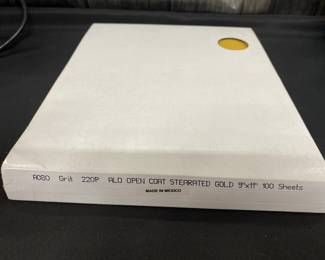 A080 Grit 220P ALO OPEN COAT STEARATED GOLD 9"x11" 100 Sheets
MADE IN MEXICO